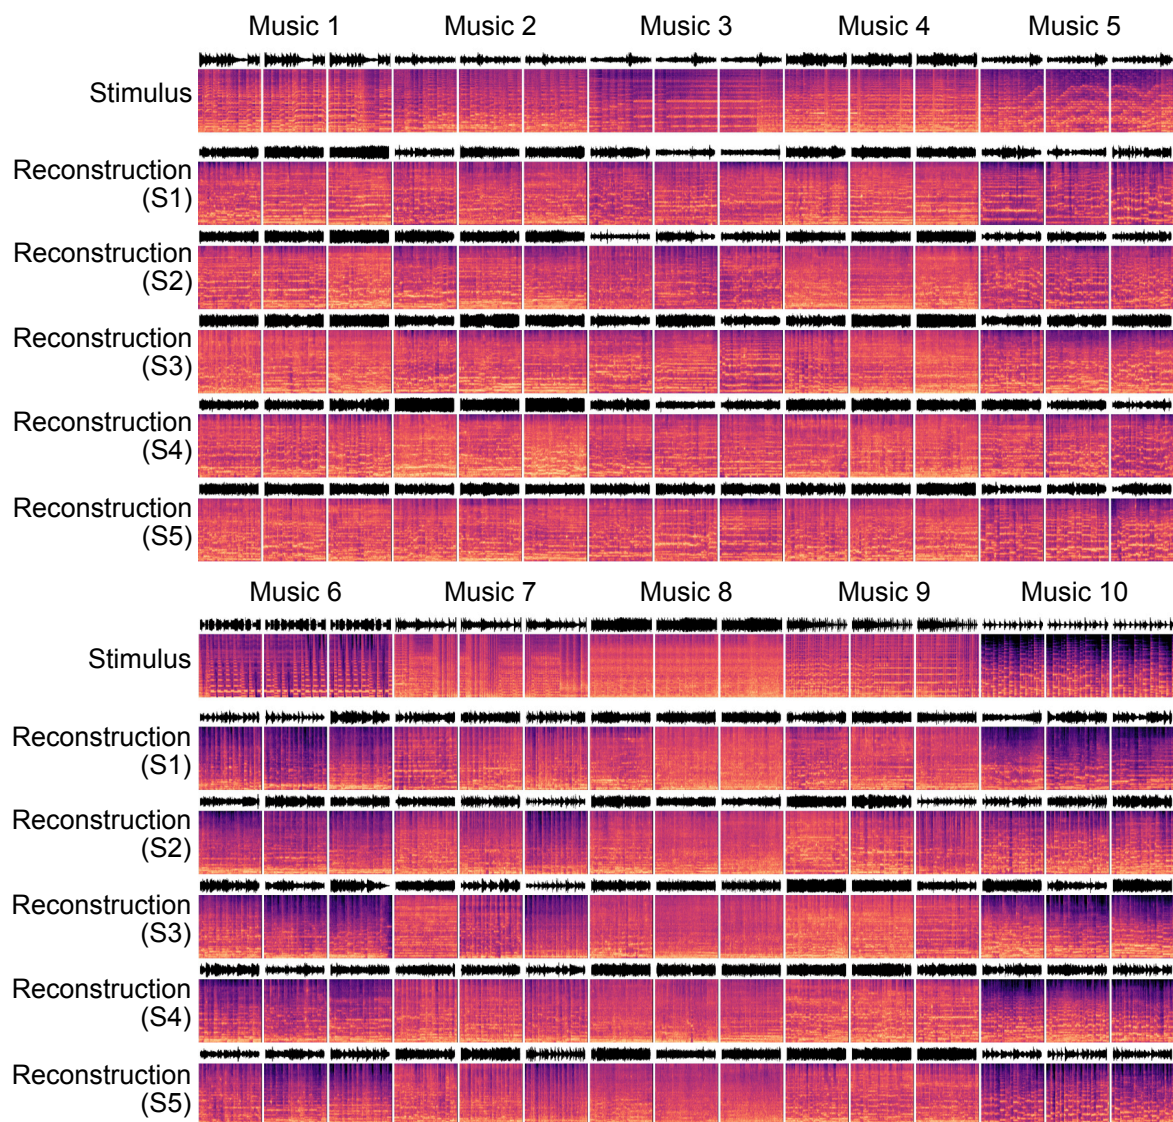 Music 1 Music 2 Music 3 Music 4 Music 5
Stimulus
Reconstruction
(S1)
Reconstruction
(S2)
Reconstruction
(S3)
Reconstruction
(S4)
Reconstruction
(S5)
Music 6 Music 7 Music 8 Music 9 Music 10
Stimulus
Reconstruction
(S1)
Reconstruction
(S2)
Reconstruction
(S3)
Reconstruction
(S4)
Reconstruction
(S5)